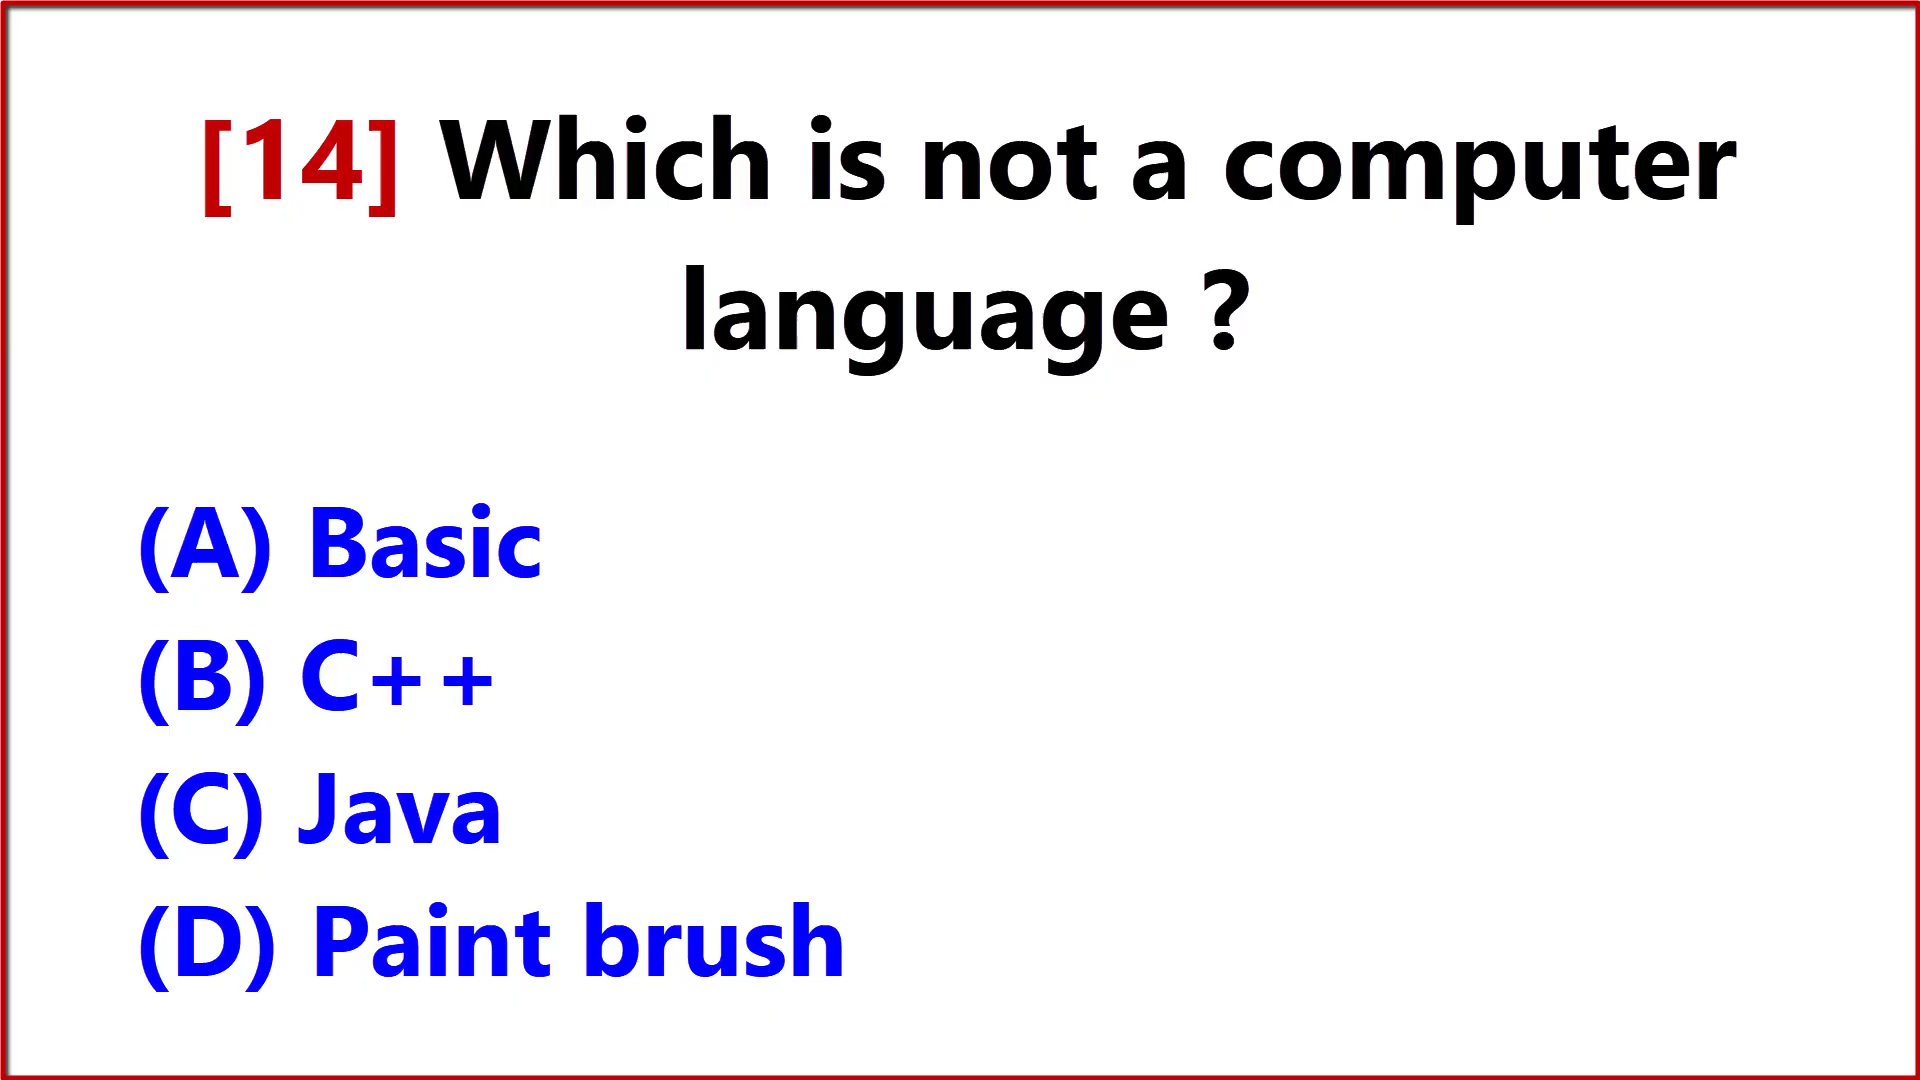 [14] Which is not a computer
language ?
(A) Basic
(B) C++
(C) Java
(D) Paint brush